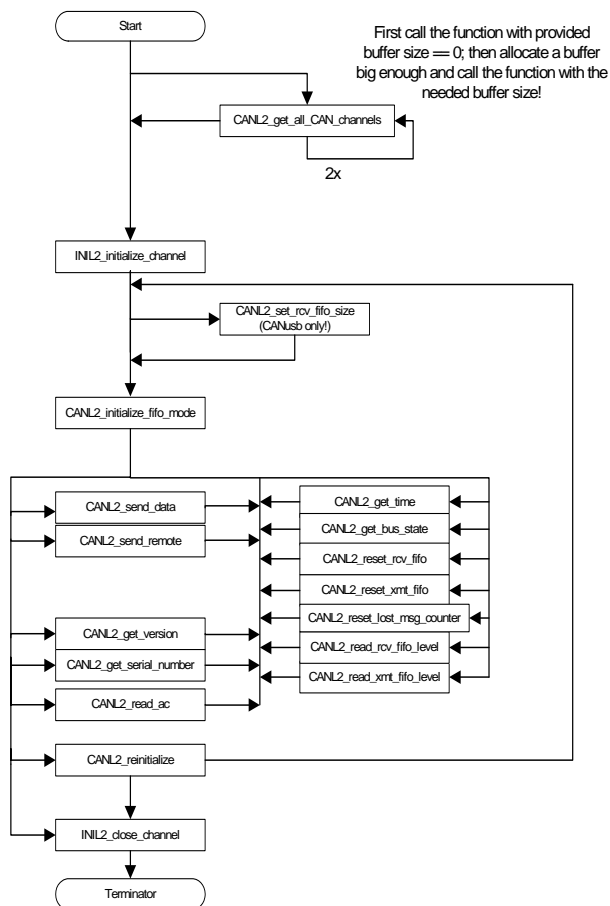 Start
First call the function with provided
buffer size == 0; then allocate a buffer
big enough and call the function with the
needed buffer size!
CANL2_get_all_CAN_channels
2x
INIL2_initialize_channel
CANL2_set_rcv_fifo_size
(CANusb only!)
CANL2_initialize_fifo_mode
CANL2_send_data
CANL2_send_remote
CANL2_get_version
CANL2_get_serial_number
CANL2_read_ac
CANL2_get_time
CANL2_get_bus_state
CANL2_reset_rcv_fifo
CANL2_reset_xmt_fifo
CANL2_reset_lost_msg_counter
CANL2_read_rcv_fifo_level
CANL2_read_xmt_fifo_level
CANL2_reinitialize
INIL2_close_channel
Terminator